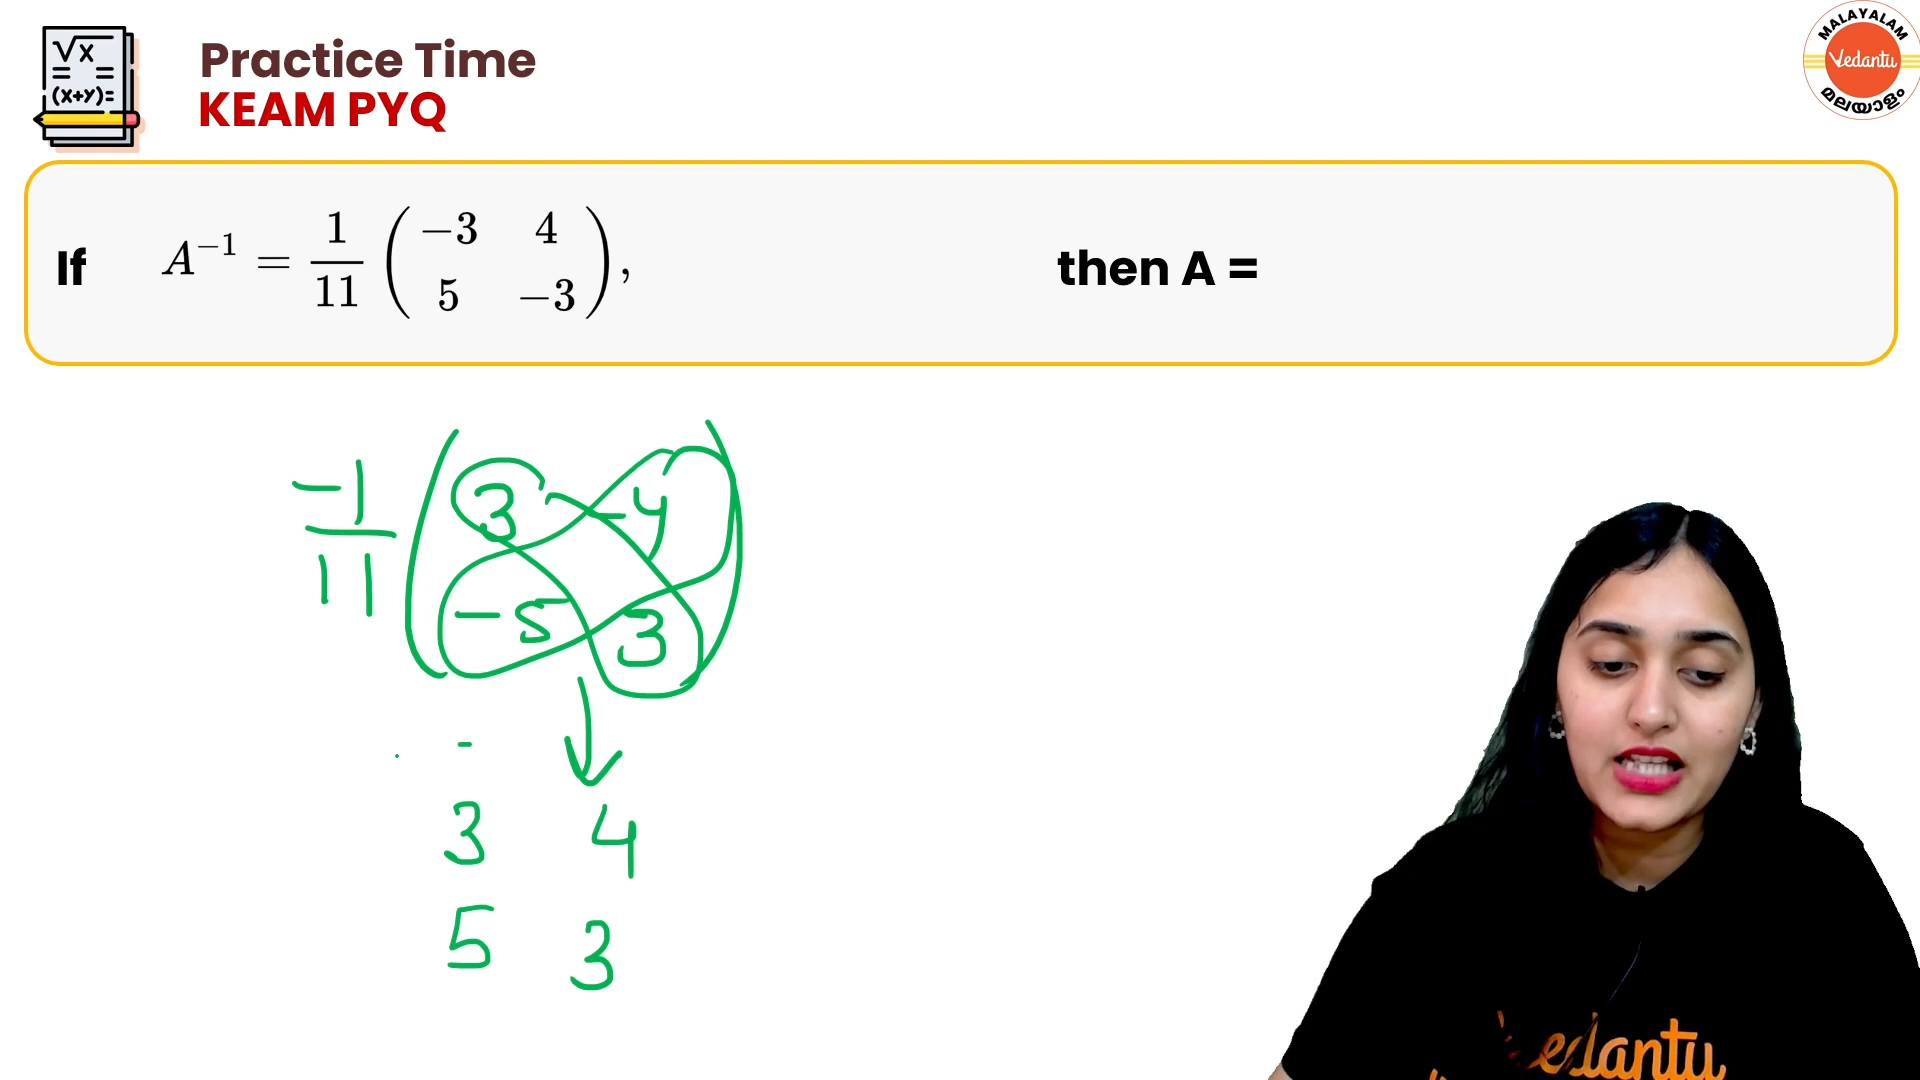 √x
= =
(x+y)=
Practice Time
KEAM PYQ
MALAYALAM
Vedantu
മലയാളം
If A⁻¹ = 1/11 (−3 4
5 −3), then A =
-1/11 (3 -4
-5 3)
-
3 4
5 3
Vedantu